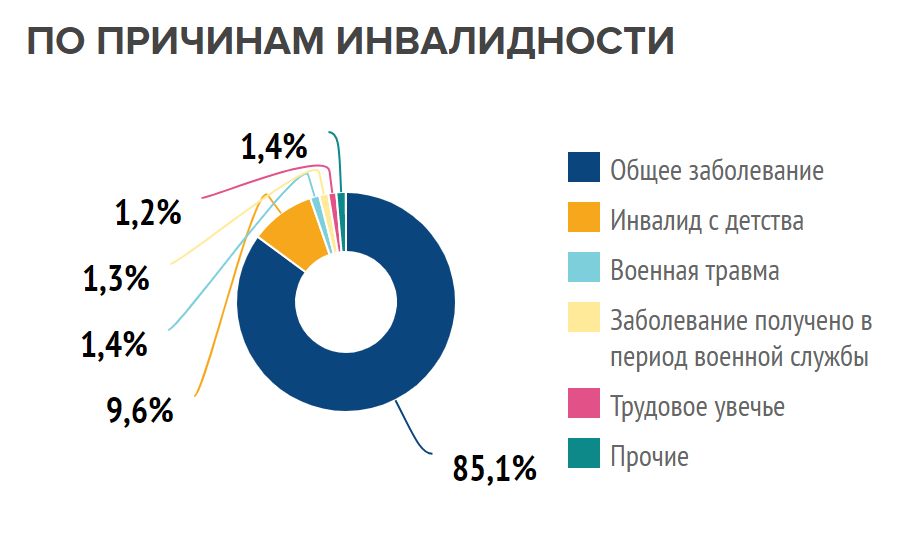 ПО ПРИЧИНАМ ИНВАЛИДНОСТИ
1,4%
1,2%
1,3%
1,4%
9,6%
85,1%
Общее заболевание
Инвалид с детства
Военная травма
Заболевание получено в
период военной службы
Трудовое увечье
Прочие